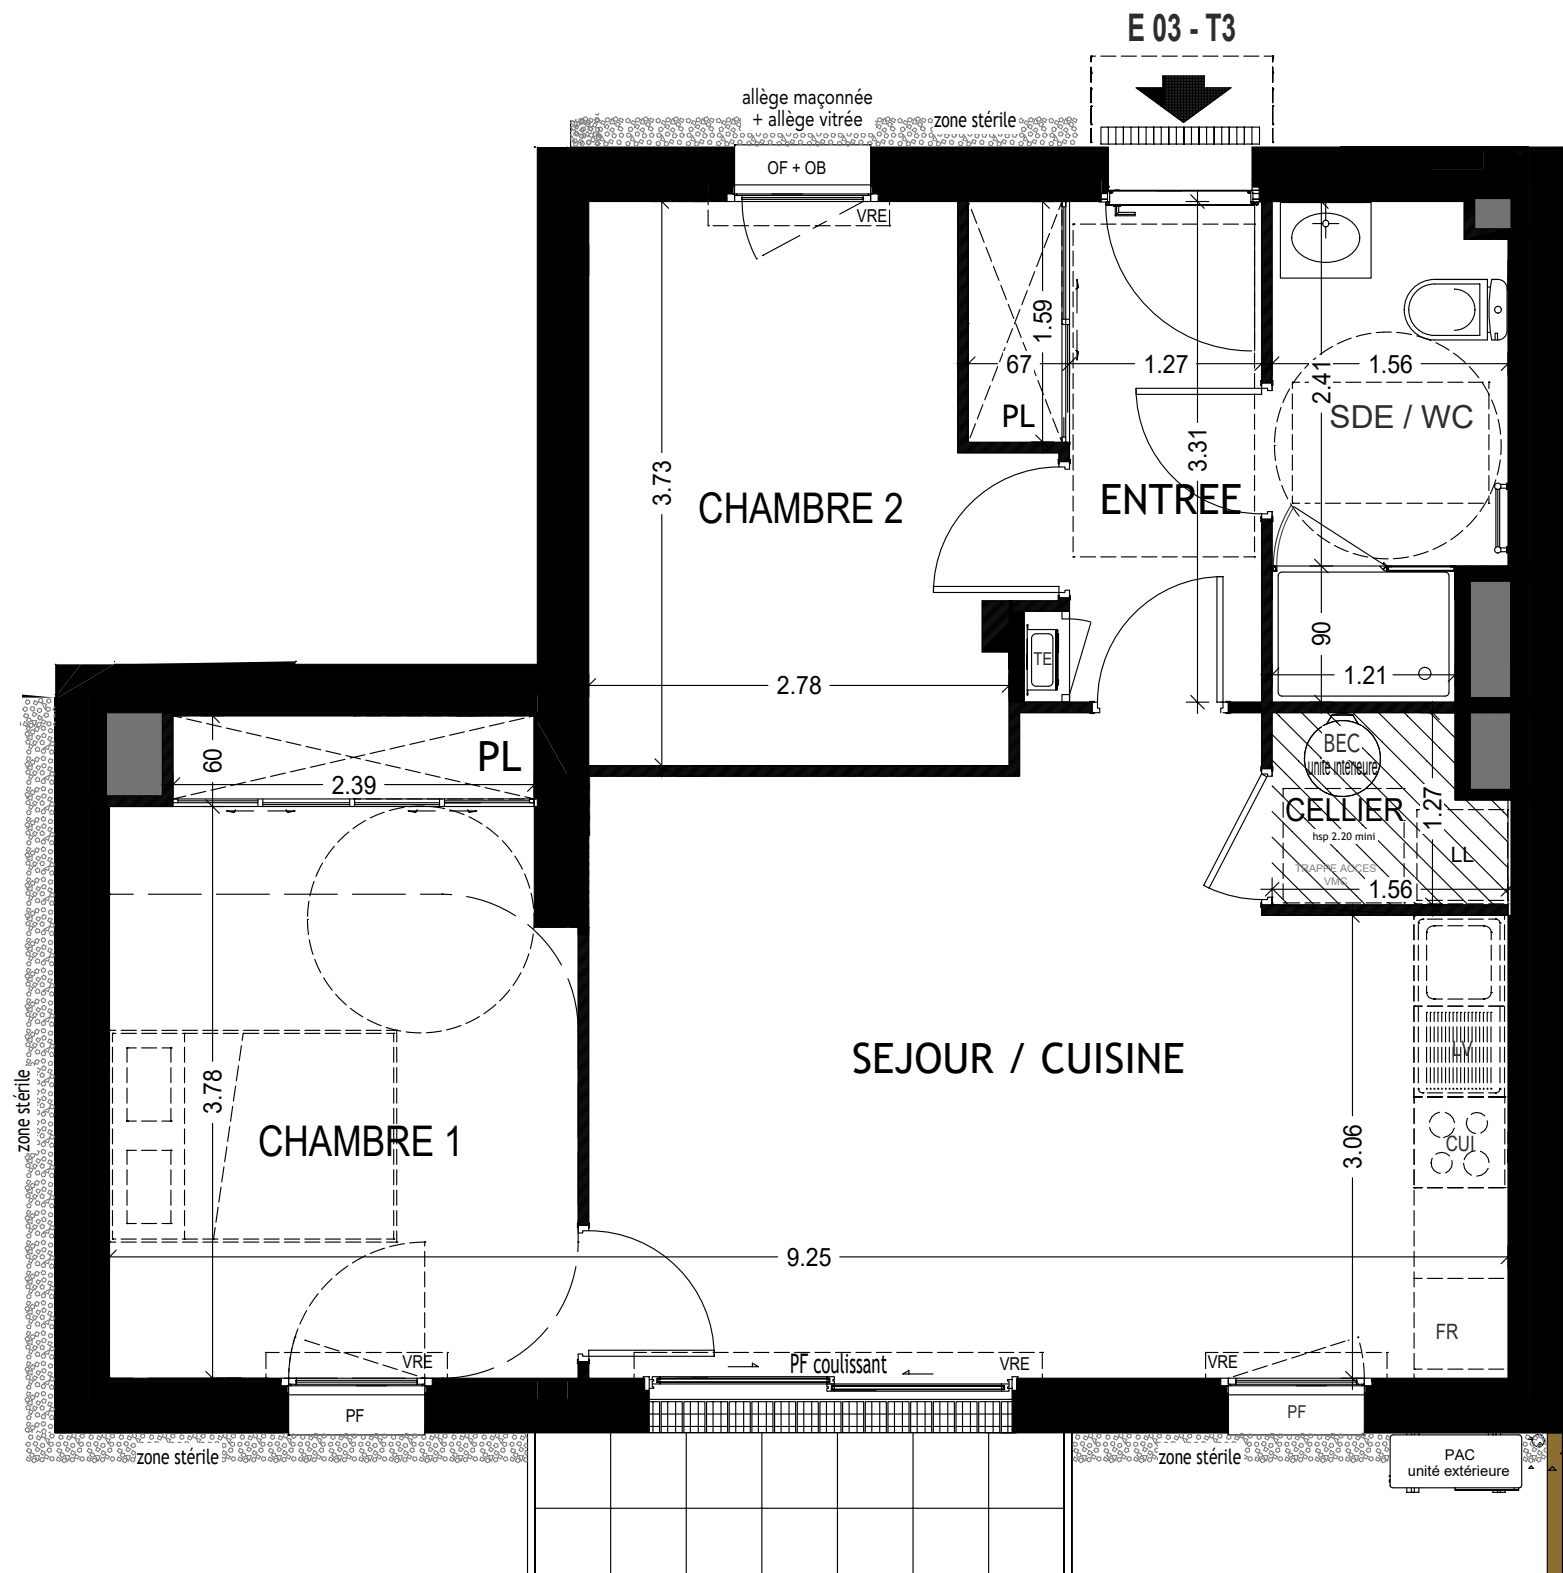 E 03 - T3
allège maçonnée
+ allège vitrée
zone stérile
OF + OB
VRE
1.59
67
1.27
2.41
1.56
PL
SDE / WC
3.31
3.73
CHAMBRE 2
ENTREE
90
TE
2.78
1.21
60
PL
2.39
BEC
unité intérieure
CELLIER
1.27
hsp 2.20 mini
LL
TRAPPE ACCES
VMC
1.56
SEJOUR / CUISINE
LV
zone stérile
3.78
CHAMBRE 1
3.06
CUI
9.25
FR
VRE
PF coulissant
VRE
VRE
PF
PF
zone stérile
zone stérile
PAC
unité extérieure